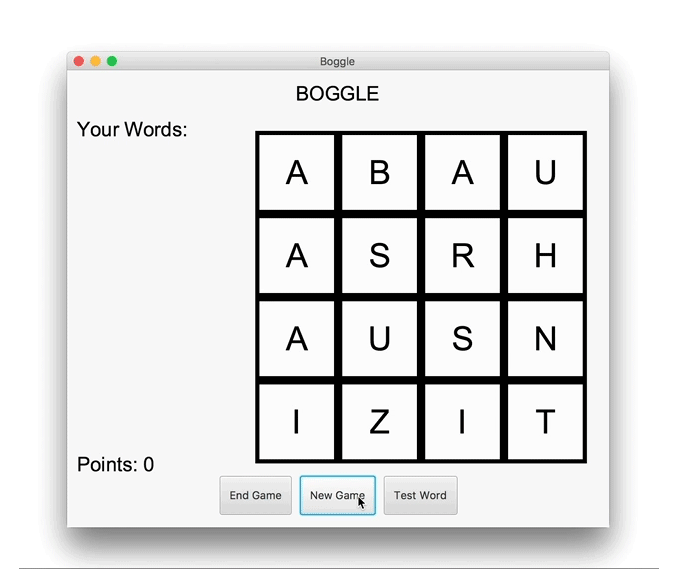 Boggle
BOGGLE
Your Words:
A B A U
A S R H
A U S N
I Z I T
Points: 0
End Game New Game Test Word